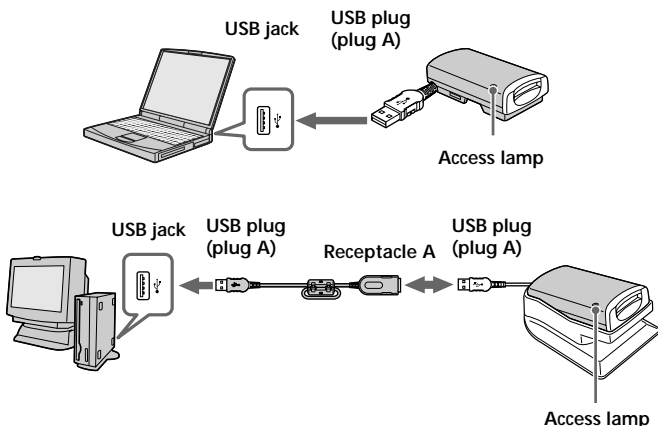 USB jack
USB plug
(plug A)
Access lamp
USB jack
USB plug
(plug A)
Receptacle A
USB plug
(plug A)
Access lamp